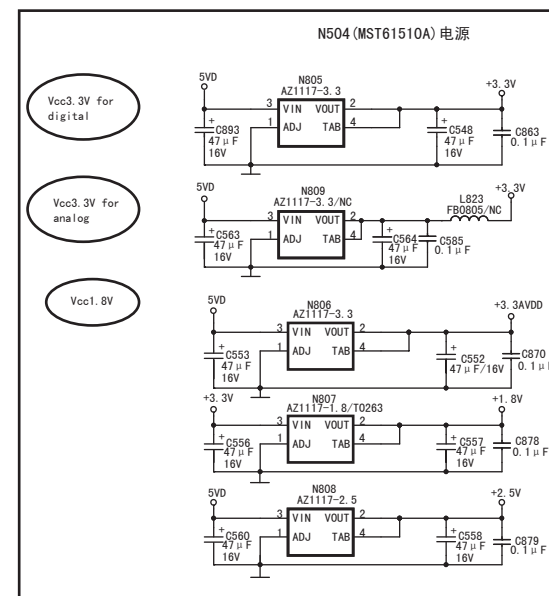 N504(MST61510A)电源
Vcc3.3V for
digital
5VD
N805
AZ1117-3.3
+3.3V
3 VIN VOUT 2
1 ADJ TAB 4
+ C893
47μF
16V
+ C548
47μF
16V
C863
0.1μF
Vcc3.3V for
analog
5VD
N809
AZ1117-3.3/NC
L823
FB0805/NC
+3.3V
3 VIN VOUT 2
1 ADJ TAB 4
+ C563
47μF
16V
+ C564
47μF
16V
C585
0.1μF
Vcc1.8V
5VD
N806
AZ1117-3.3
+3.3AVDD
3 VIN VOUT 2
1 ADJ TAB 4
+ C553
47μF
16V
+ C552
47μF/16V
C870
0.1μF
+3.3V
N807
AZ1117-1.8/TO263
+1.8V
3 VIN VOUT 2
1 ADJ TAB 4
+ C556
47μF
16V
+ C557
47μF
16V
C878
0.1μF
5VD
N808
AZ1117-2.5
+2.5V
3 VIN VOUT 2
1 ADJ TAB 4
+ C560
47μF
16V
+ C558
47μF
16V
C879
0.1μF